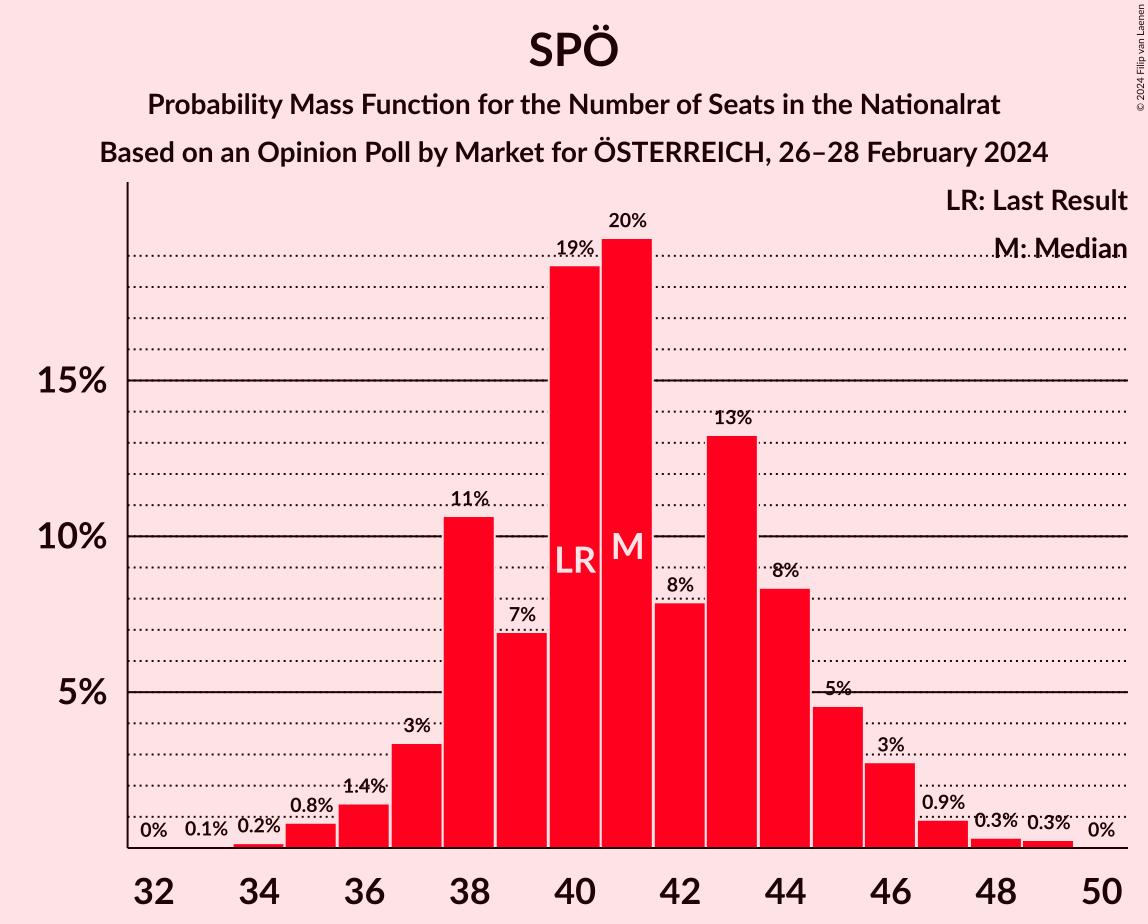 SPÖ
Probability Mass Function for the Number of Seats in the Nationalrat
Based on an Opinion Poll by Market for ÖSTERREICH, 26–28 February 2024
© 2024 Filip van Laenen
LR: Last Result
M: Median
15%
10%
5%
0%
0.1%
0.2%
0.8%
1.4%
3%
11%
7%
19%
20%
8%
13%
8%
5%
3%
0.9%
0.3%
0.3%
0%
LR
M
32 34 36 38 40 42 44 46 48 50